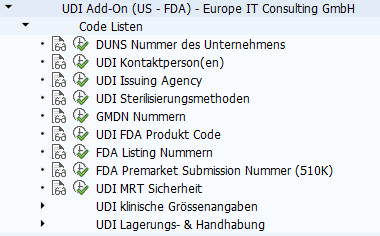 UDI Add-On (US - FDA) - Europe IT Consulting GmbH
Code Listen
DUNS Nummer des Unternehmens
UDI Kontaktperson(en)
UDI Issuing Agency
UDI Sterilisierungsmethoden
GMDN Nummern
UDI FDA Produkt Code
FDA Listing Nummern
FDA Premarket Submission Nummer (510K)
UDI MRT Sicherheit
UDI klinische Grössenangaben
UDI Lagerungs- & Handhabung